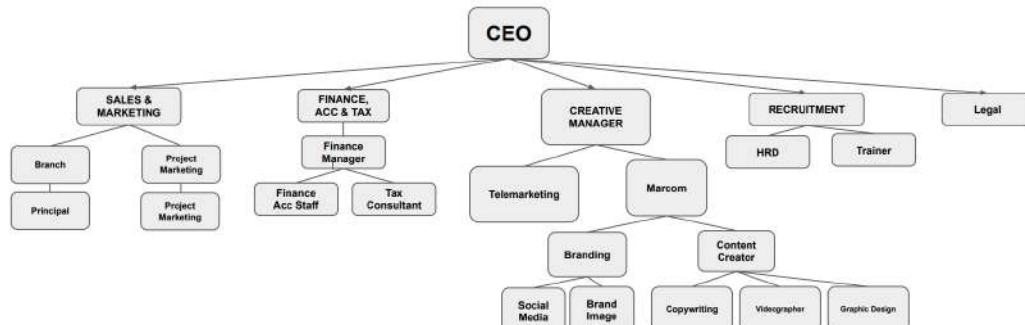 CEO
SALES &
MARKETING
FINANCE,
ACC & TAX
CREATIVE
MANAGER
RECRUITMENT
Legal
Branch
Project
Marketing
Finance
Manager
HRD
Trainer
Principal
Project
Marketing
Finance
Acc Staff
Tax
Consultant
Telemarketing
Marcom
Branding
Content
Creator
Social
Media
Brand
Image
Copywriting
Videographer
Graphic Design